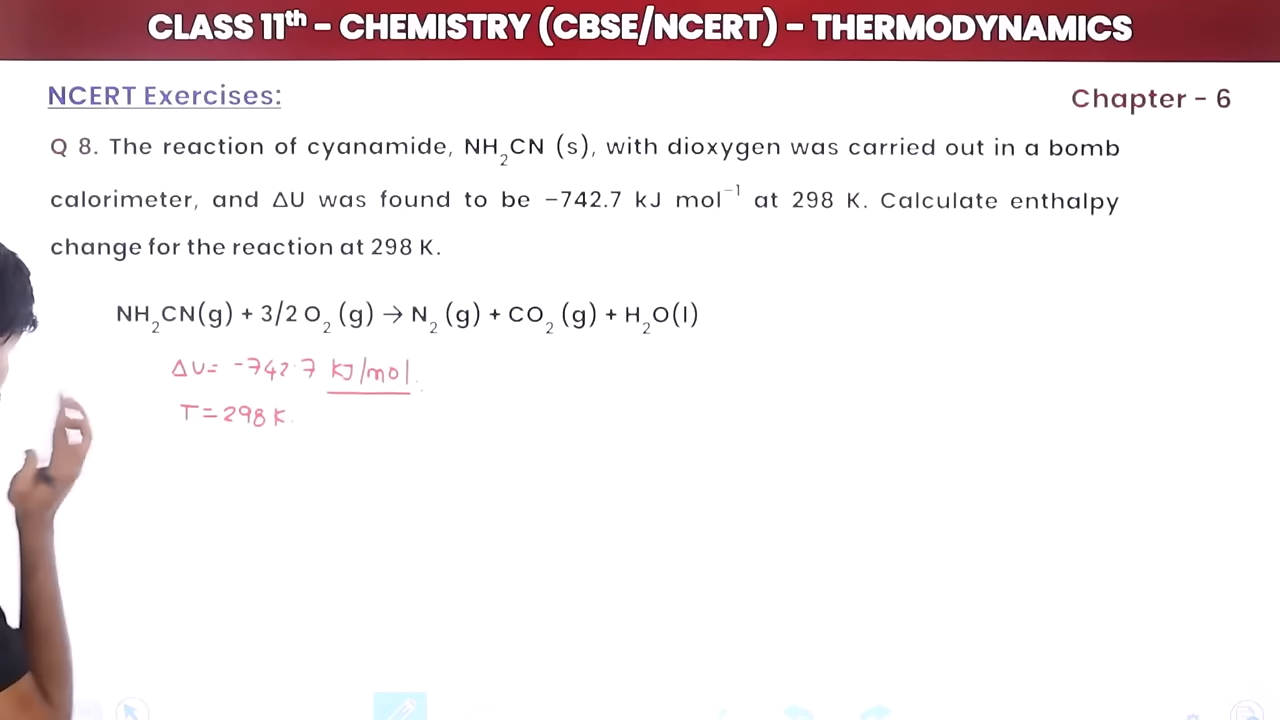 CLASS 11th - CHEMISTRY (CBSE/NCERT) - THERMODYNAMICS
NCERT Exercises:
Chapter - 6
Q 8. The reaction of cyanamide, NH₂CN (s), with dioxygen was carried out in a bomb
calorimeter, and ΔU was found to be −742.7 kJ mol⁻¹ at 298 K. Calculate enthalpy
change for the reaction at 298 K.
NH₂CN(g) + 3/2 O₂ (g) → N₂ (g) + CO₂ (g) + H₂O(l)
ΔU= -742.7 KJ/mol.
T=298 K.